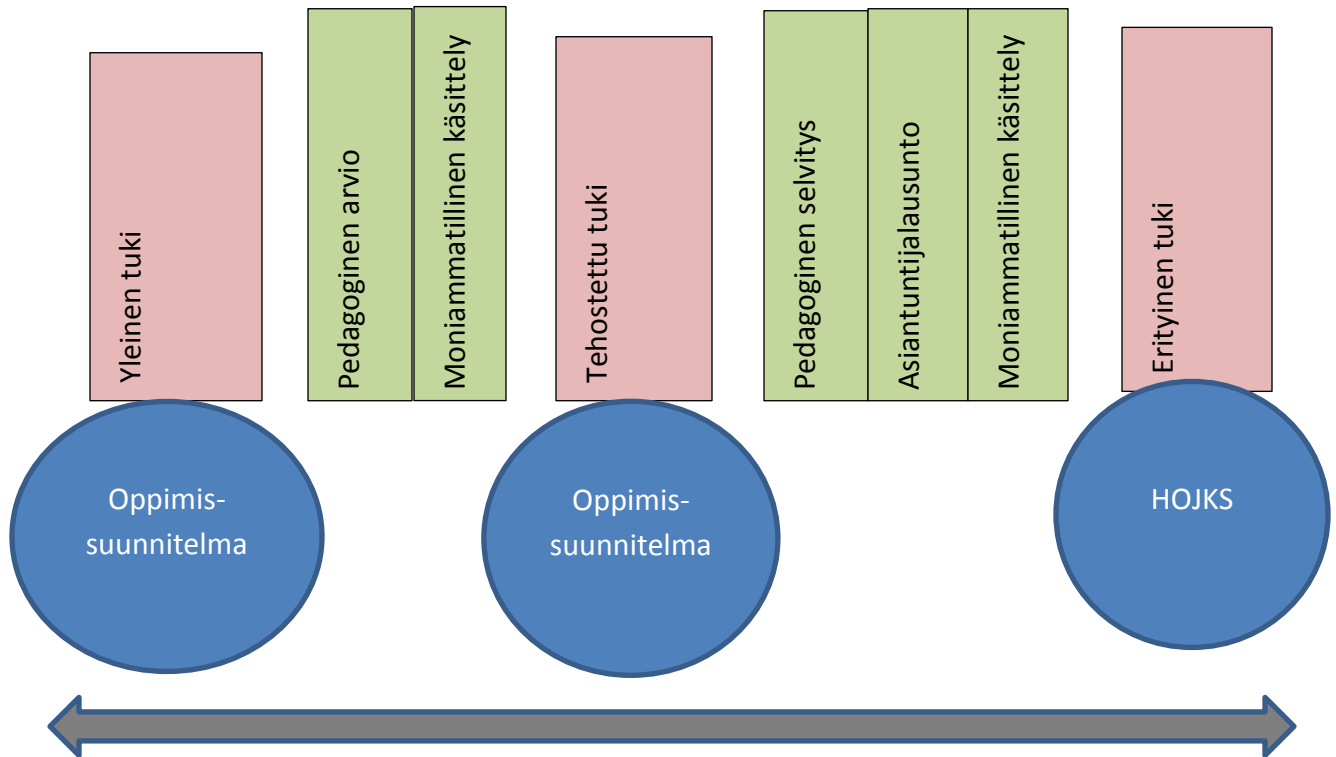 Yleinen tuki
Pedagoginen arvio
Moniammatillinen käsittely
Tehostettu tuki
Pedagoginen selvitys
Asiantuntijalausunto
Moniammatillinen käsittely
Erityinen tuki
Oppimis-
suunnitelma
Oppimis-
suunnitelma
HOJKS